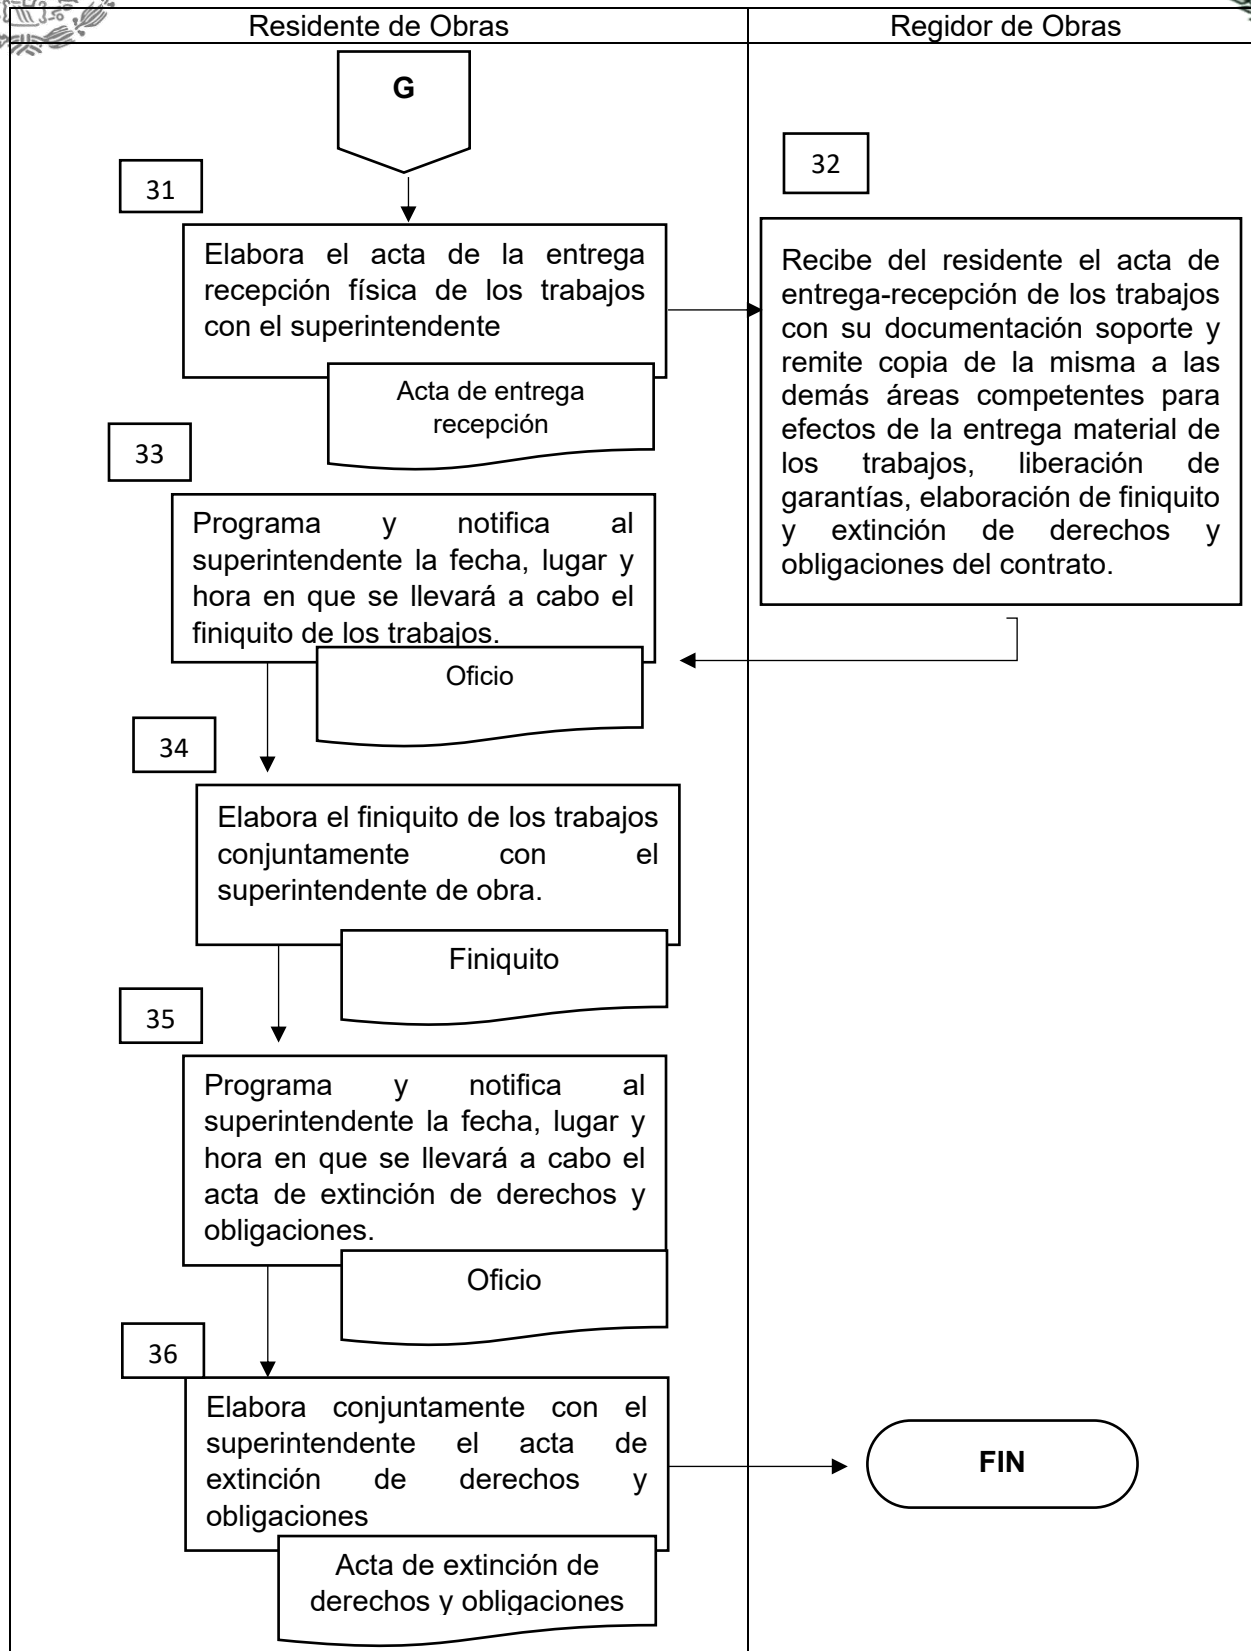 Residente de Obras
Regidor de Obras
G
31
Elabora el acta de la entrega
recepción física de los trabajos
con el superintendente
Acta de entrega
recepción
32
Recibe del residente el acta de
entrega-recepción de los trabajos
con su documentación soporte y
remite copia de la misma a las
demás áreas competentes para
efectos de la entrega material de
los trabajos, liberación de
garantías, elaboración de finiquito
y extinción de derechos y
obligaciones del contrato.
33
Programa y notifica al
superintendente la fecha, lugar y
hora en que se llevará a cabo el
finiquito de los trabajos.
Oficio
34
Elabora el finiquito de los trabajos
conjuntamente con el
superintendente de obra.
Finiquito
35
Programa y notifica al
superintendente la fecha, lugar y
hora en que se llevará a cabo el
acta de extinción de derechos y
obligaciones.
Oficio
36
Elabora conjuntamente con el
superintendente el acta de
extinción de derechos y
obligaciones
Acta de extinción de
derechos y obligaciones
FIN